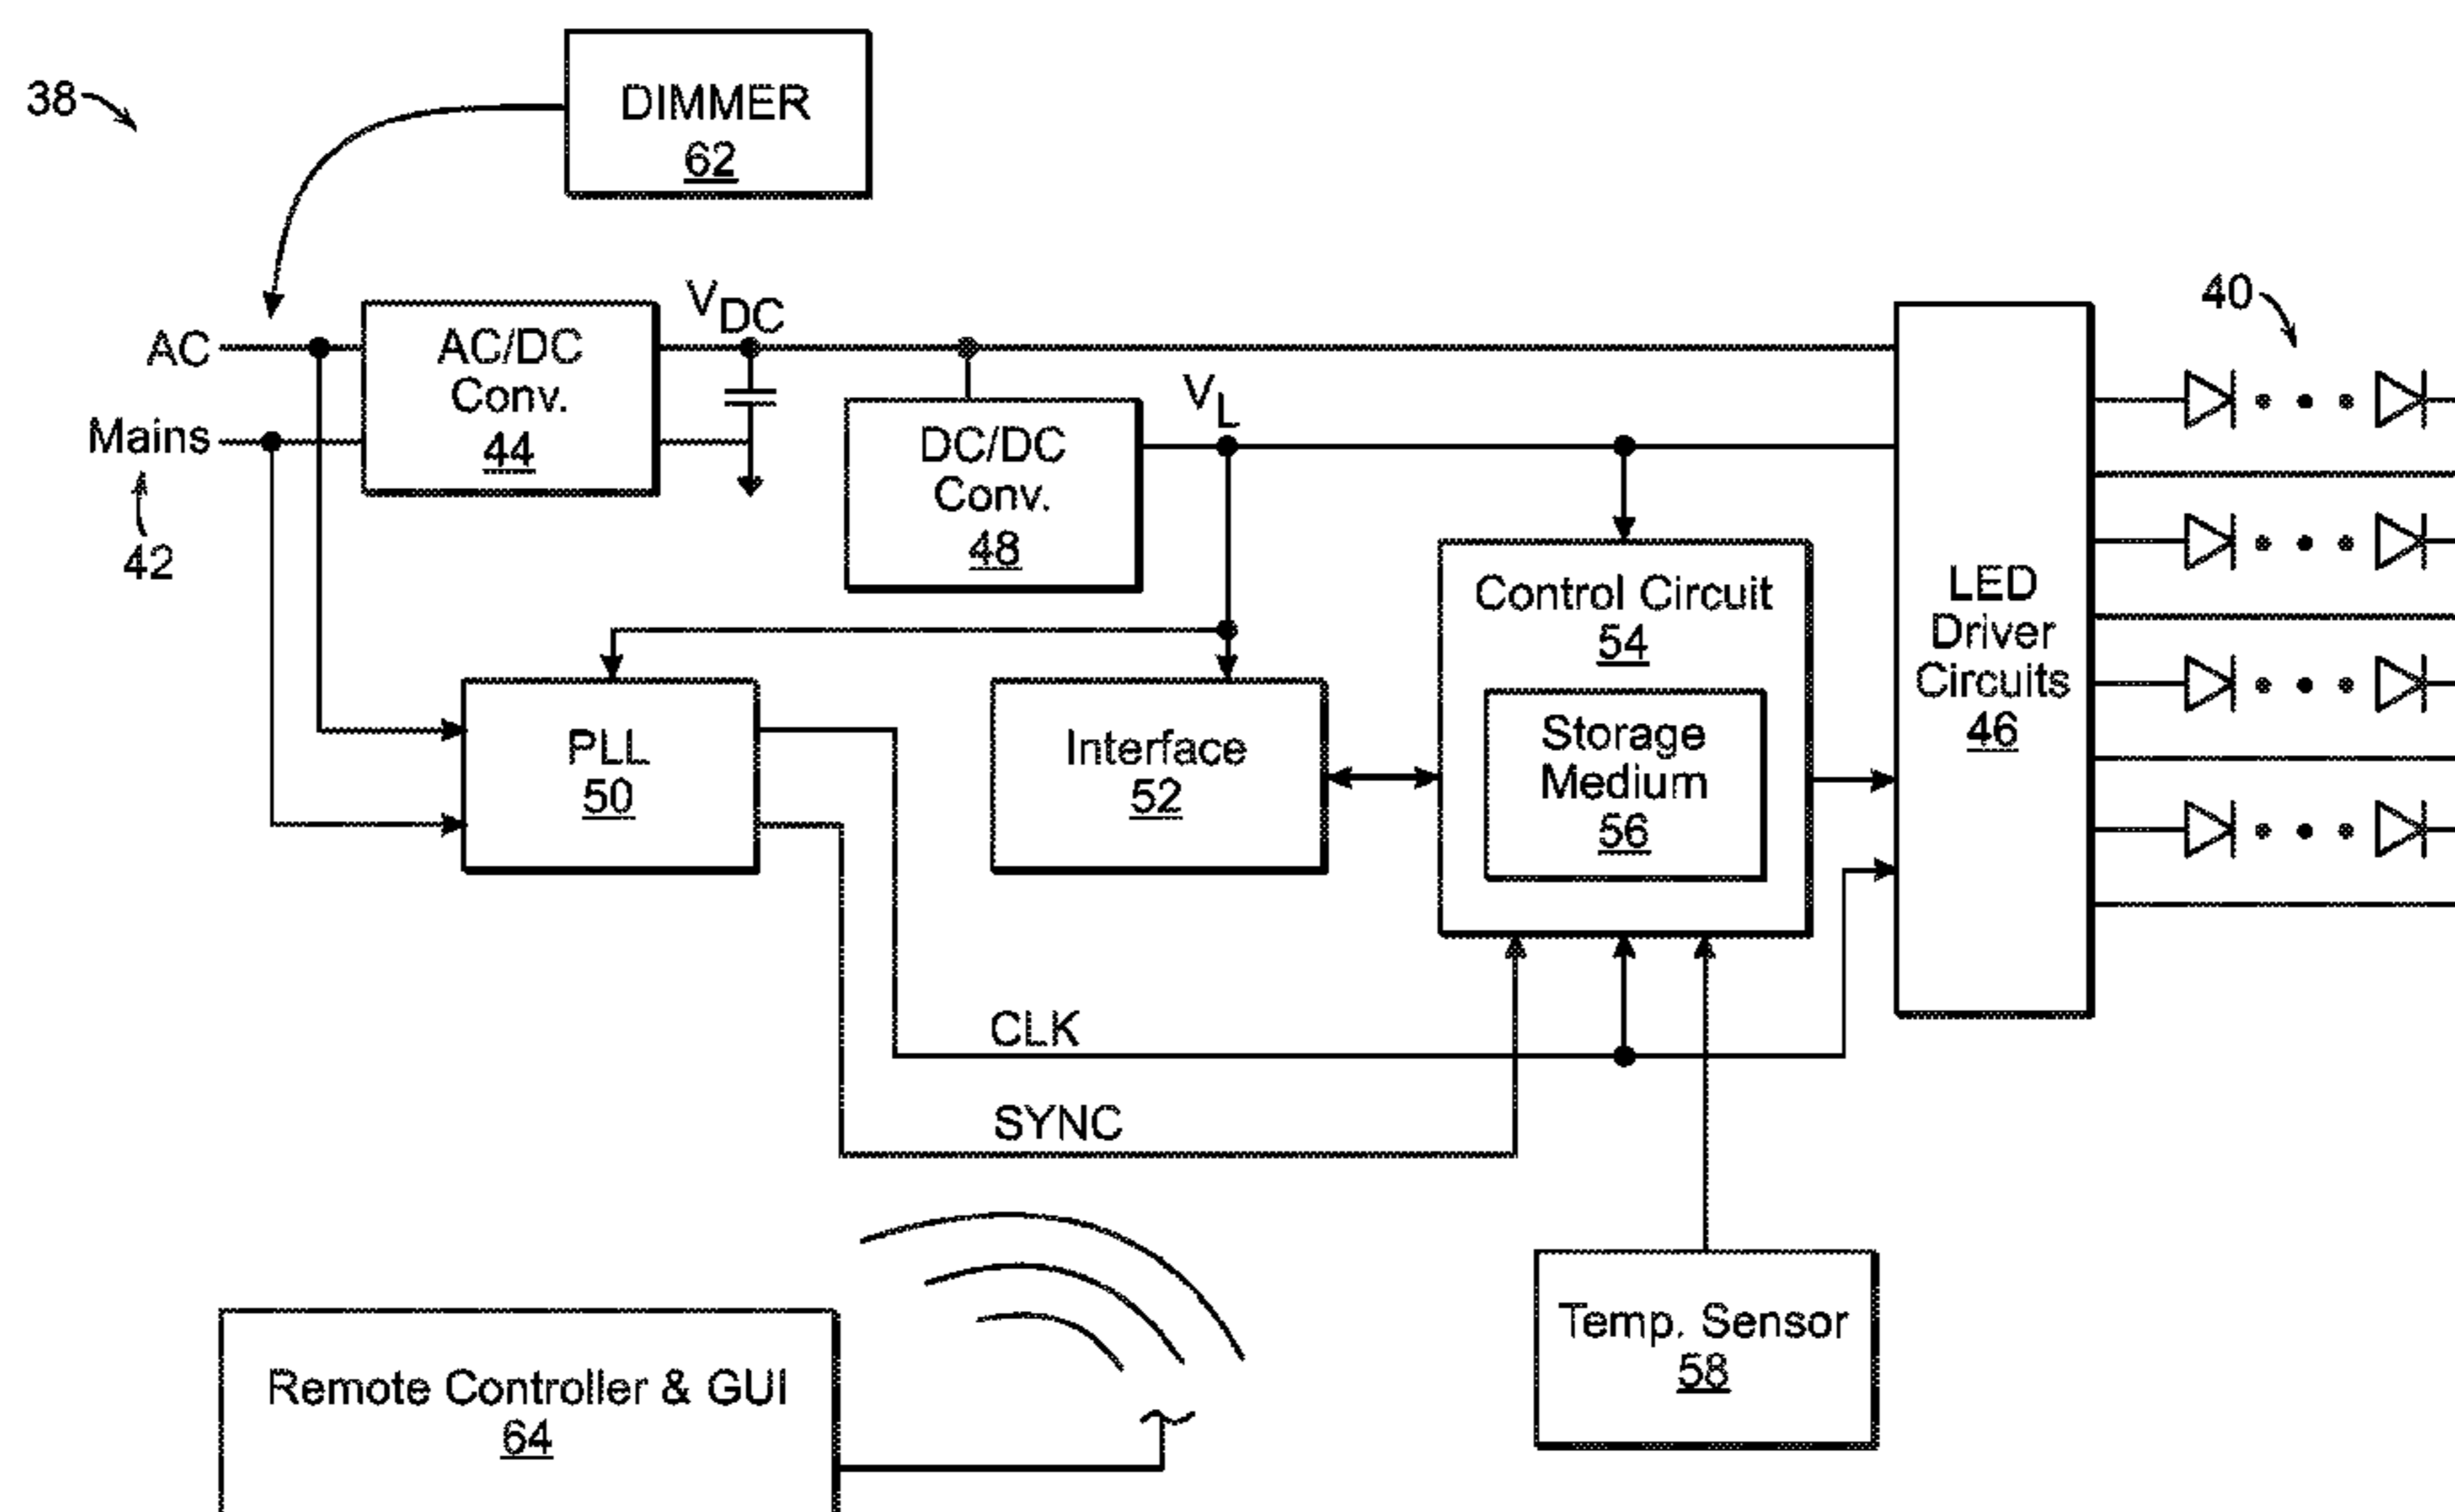 38
DIMMER
62
AC
Mains
42
AC/DC
Conv.
44
VDC
DC/DC
Conv.
48
VL
40
Control Circuit
54
Storage
Medium
56
LED
Driver
Circuits
46
PLL
50
Interface
52
CLK
SYNC
Temp. Sensor
58
Remote Controller & GUI
64